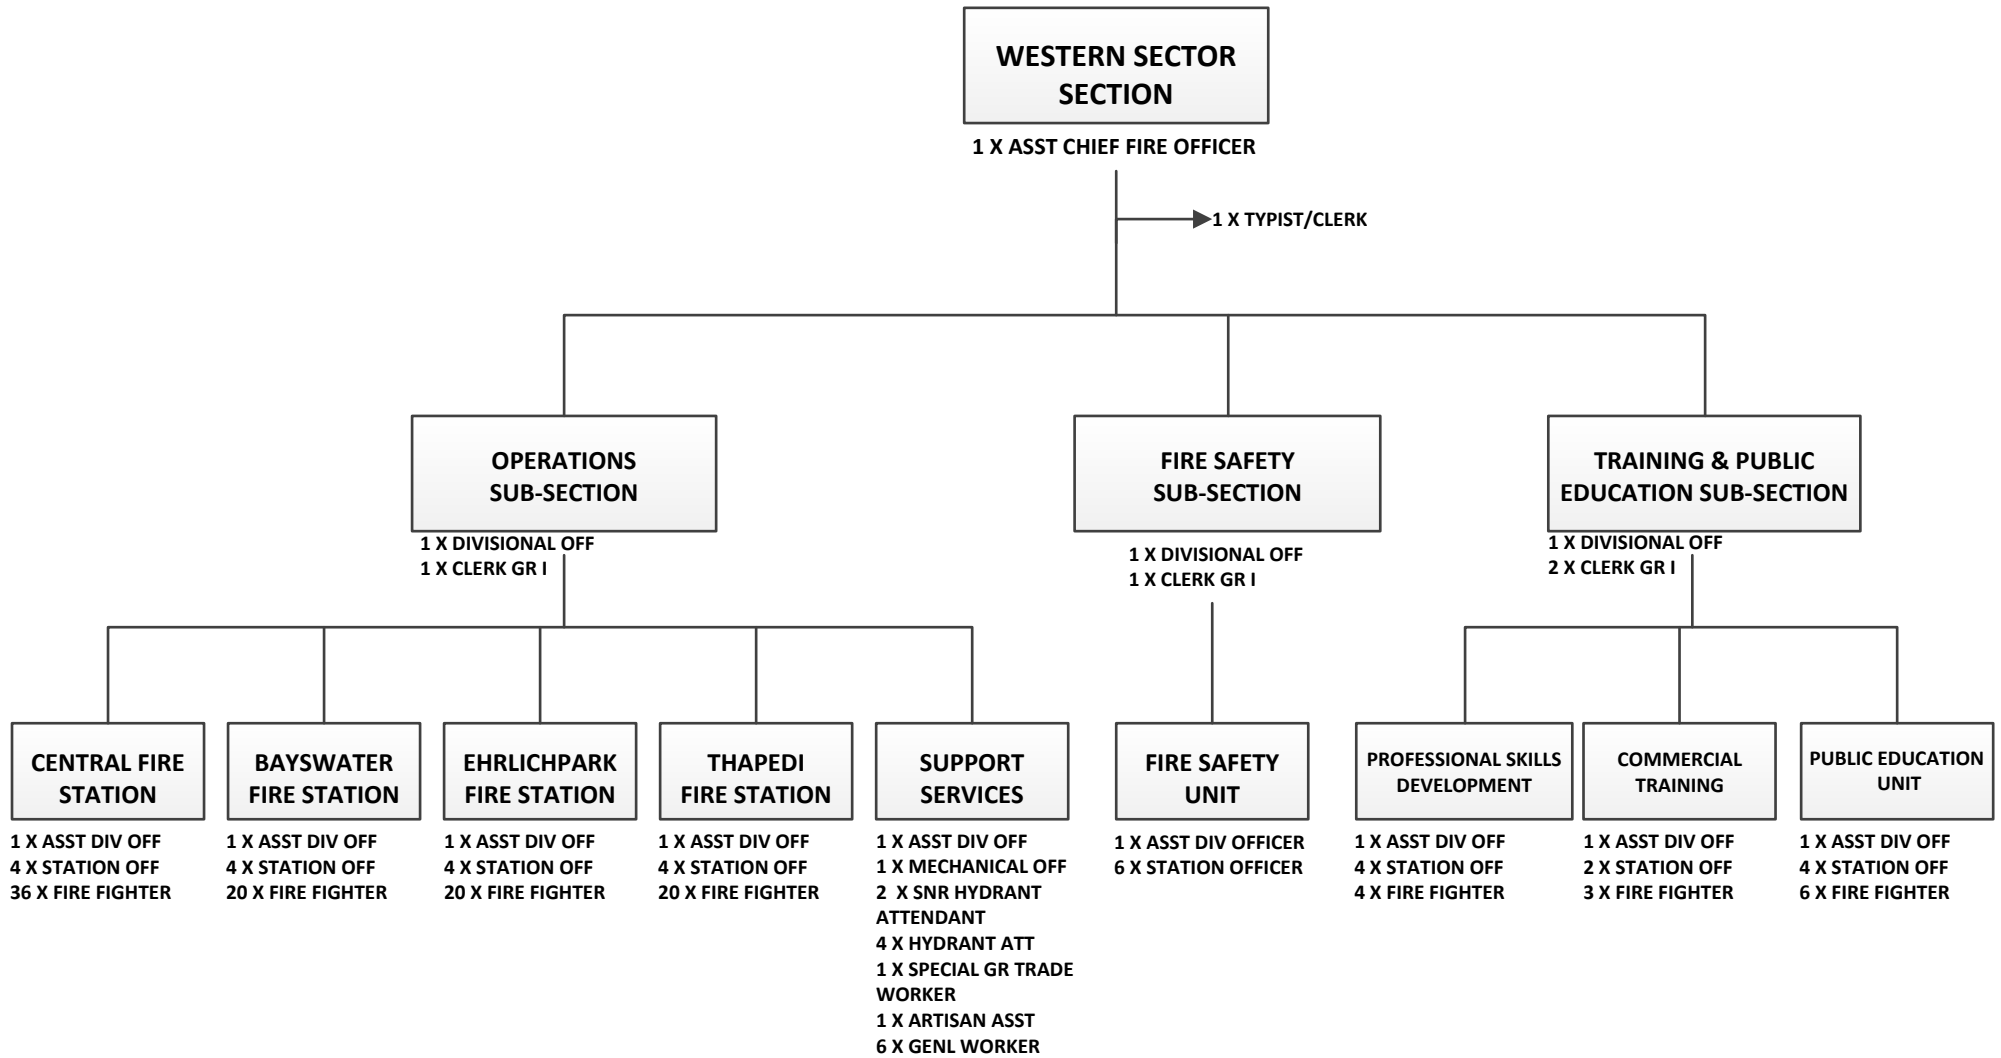 WESTERN SECTOR
SECTION
1 X ASST CHIEF FIRE OFFICER
1 X TYPIST/CLERK
OPERATIONS
SUB-SECTION
1 X DIVISIONAL OFF
1 X CLERK GR I
FIRE SAFETY
SUB-SECTION
1 X DIVISIONAL OFF
1 X CLERK GR I
TRAINING & PUBLIC
EDUCATION SUB-SECTION
1 X DIVISIONAL OFF
2 X CLERK GR I
CENTRAL FIRE
STATION
1 X ASST DIV OFF
4 X STATION OFF
36 X FIRE FIGHTER
BAYSWATER
FIRE STATION
1 X ASST DIV OFF
4 X STATION OFF
20 X FIRE FIGHTER
EHRLICHPARK
FIRE STATION
1 X ASST DIV OFF
4 X STATION OFF
20 X FIRE FIGHTER
THAPEDI
FIRE STATION
1 X ASST DIV OFF
4 X STATION OFF
20 X FIRE FIGHTER
SUPPORT
SERVICES
1 X ASST DIV OFF
1 X MECHANICAL OFF
2  X SNR HYDRANT
ATTENDANT
4 X HYDRANT ATT
1 X SPECIAL GR TRADE
WORKER
1 X ARTISAN ASST
6 X GENL WORKER
FIRE SAFETY
UNIT
1 X ASST DIV OFFICER
6 X STATION OFFICER
PROFESSIONAL SKILLS
DEVELOPMENT
1 X ASST DIV OFF
4 X STATION OFF
4 X FIRE FIGHTER
COMMERCIAL
TRAINING
1 X ASST DIV OFF
2 X STATION OFF
3 X FIRE FIGHTER
PUBLIC EDUCATION
UNIT
1 X ASST DIV OFF
4 X STATION OFF
6 X FIRE FIGHTER